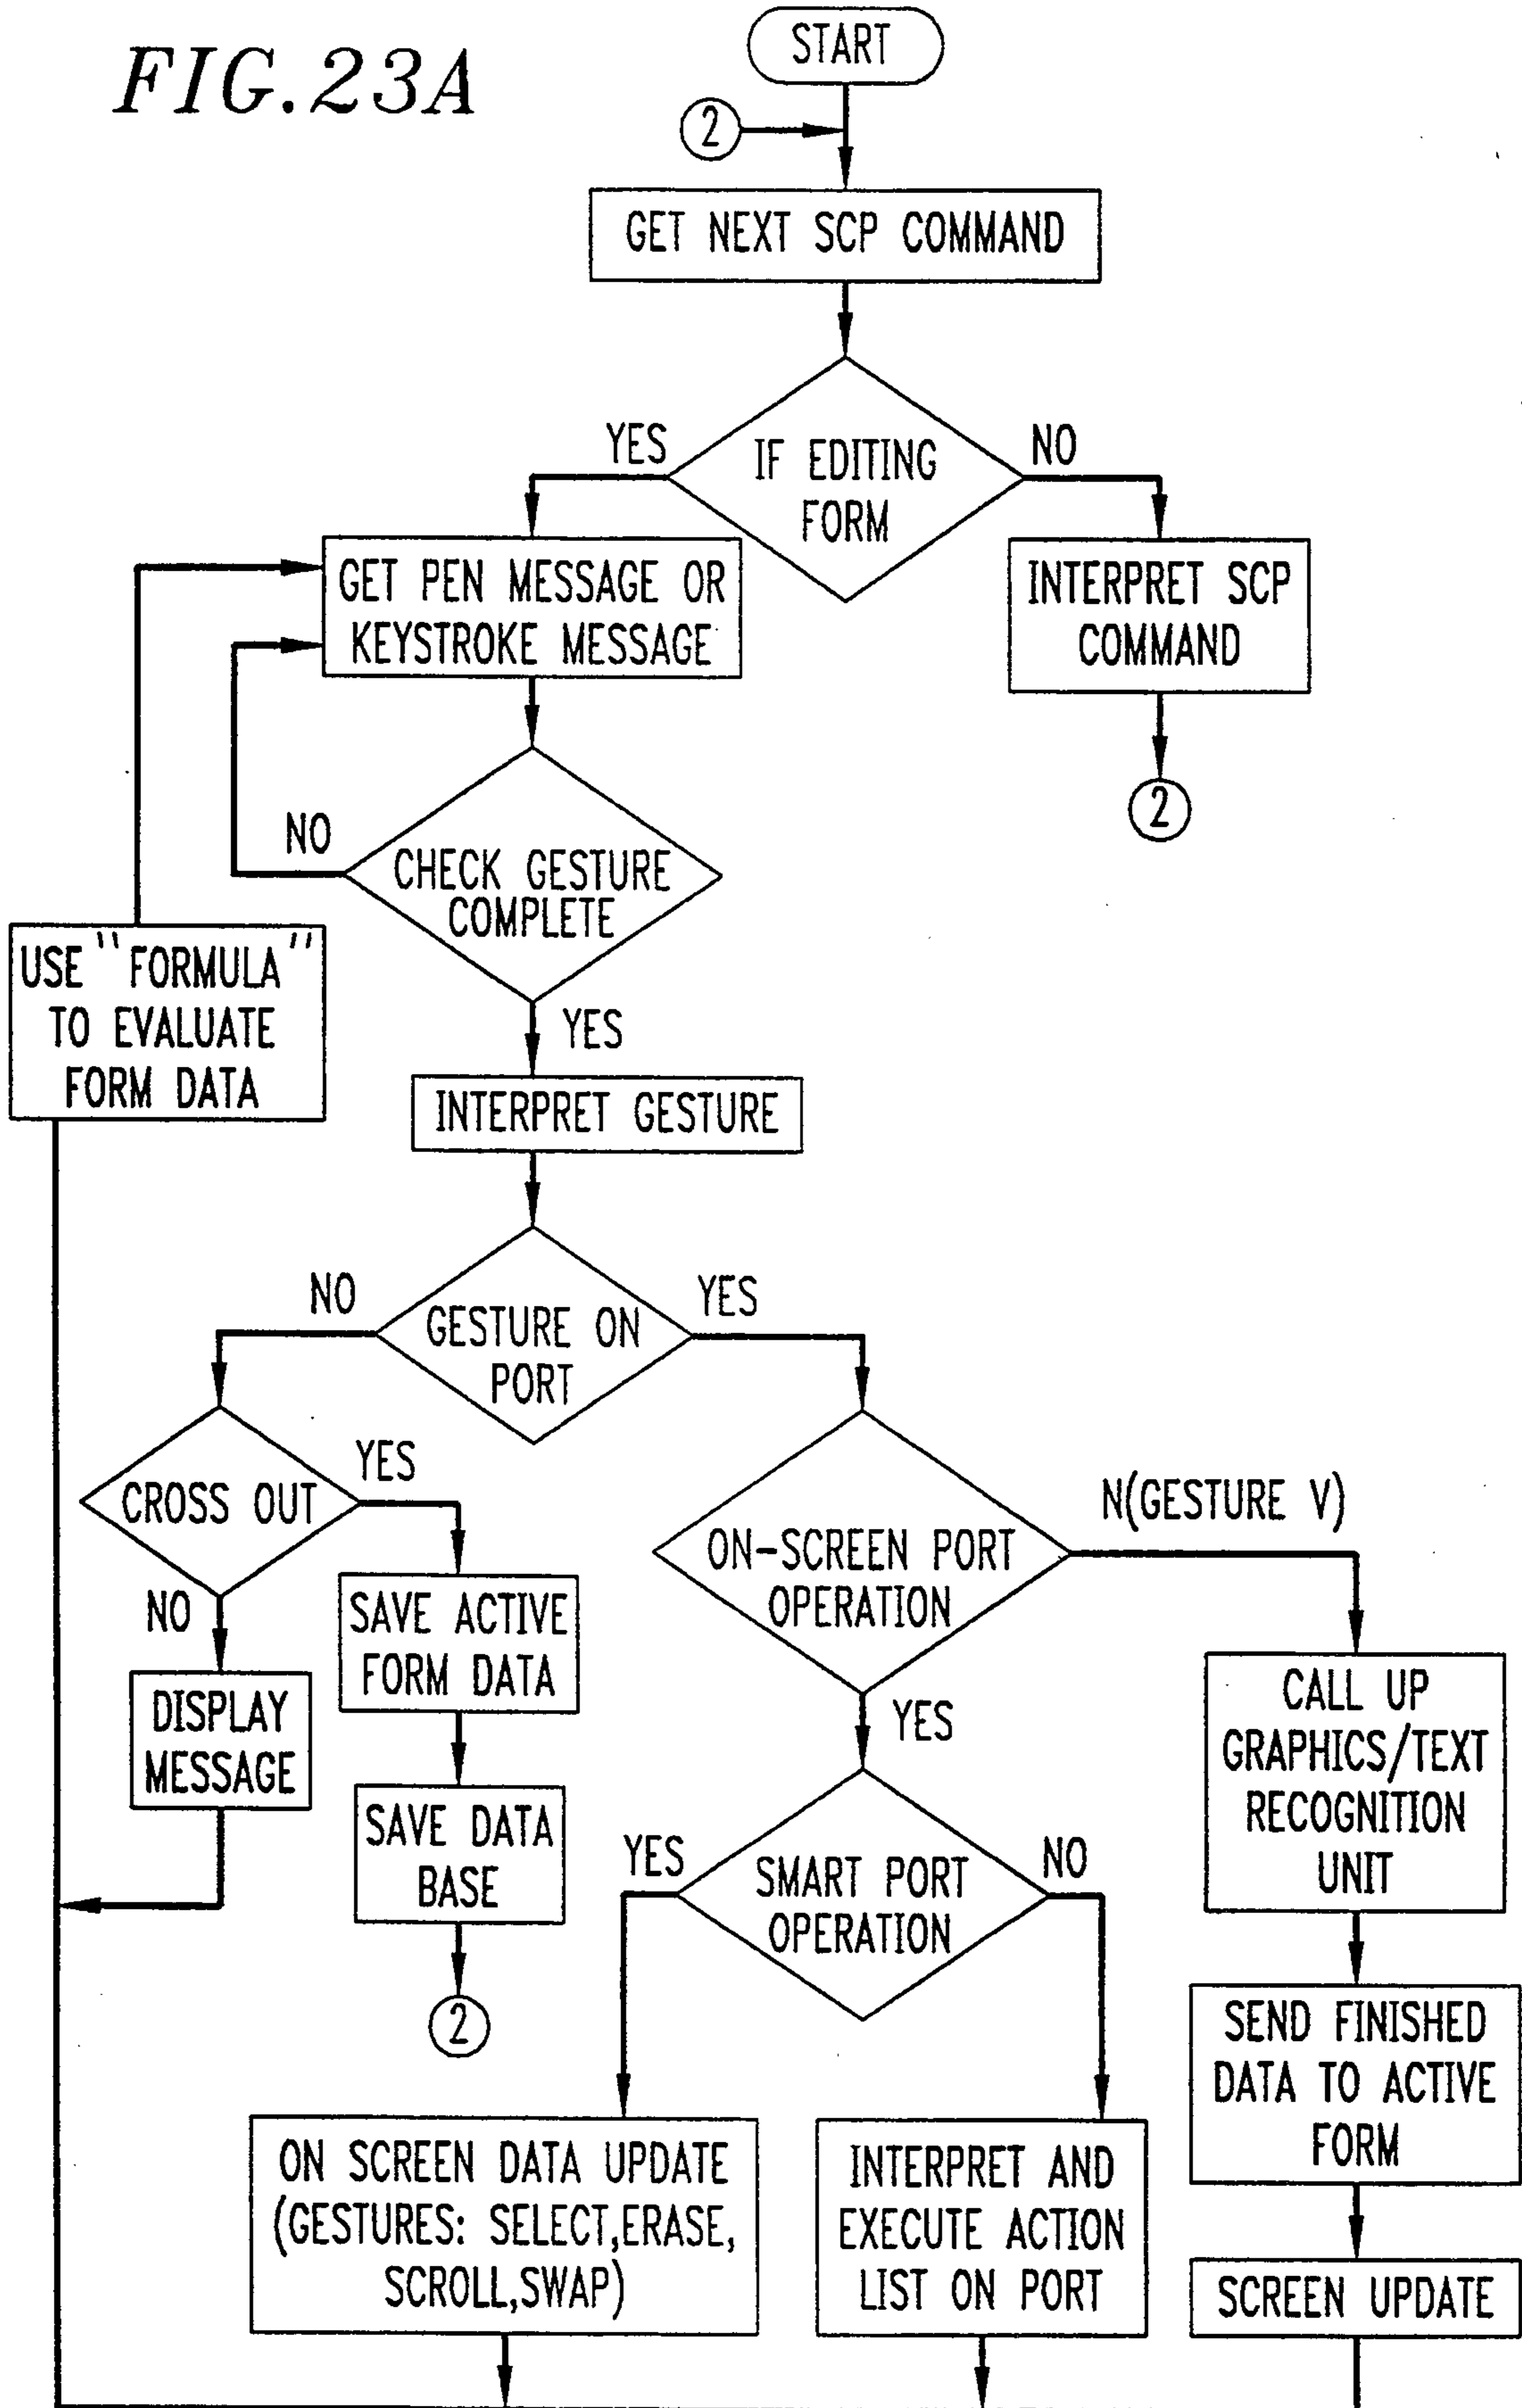 FIG.23A
START
2
GET NEXT SCP COMMAND
YES
IF EDITING
FORM
NO
GET PEN MESSAGE OR
KEYSTROKE MESSAGE
INTERPRET SCP
COMMAND
2
NO
CHECK GESTURE
COMPLETE
USE "FORMULA"
TO EVALUATE
FORM DATA
YES
INTERPRET GESTURE
NO
GESTURE ON
PORT
YES
CROSS OUT
YES
NO
SAVE ACTIVE
FORM DATA
DISPLAY
MESSAGE
SAVE DATA
BASE
2
ON-SCREEN PORT
OPERATION
N(GESTURE V)
YES
CALL UP
GRAPHICS/TEXT
RECOGNITION
UNIT
YES
SMART PORT
OPERATION
NO
SEND FINISHED
DATA TO ACTIVE
FORM
ON SCREEN DATA UPDATE
(GESTURES: SELECT,ERASE,
SCROLL,SWAP)
INTERPRET AND
EXECUTE ACTION
LIST ON PORT
SCREEN UPDATE